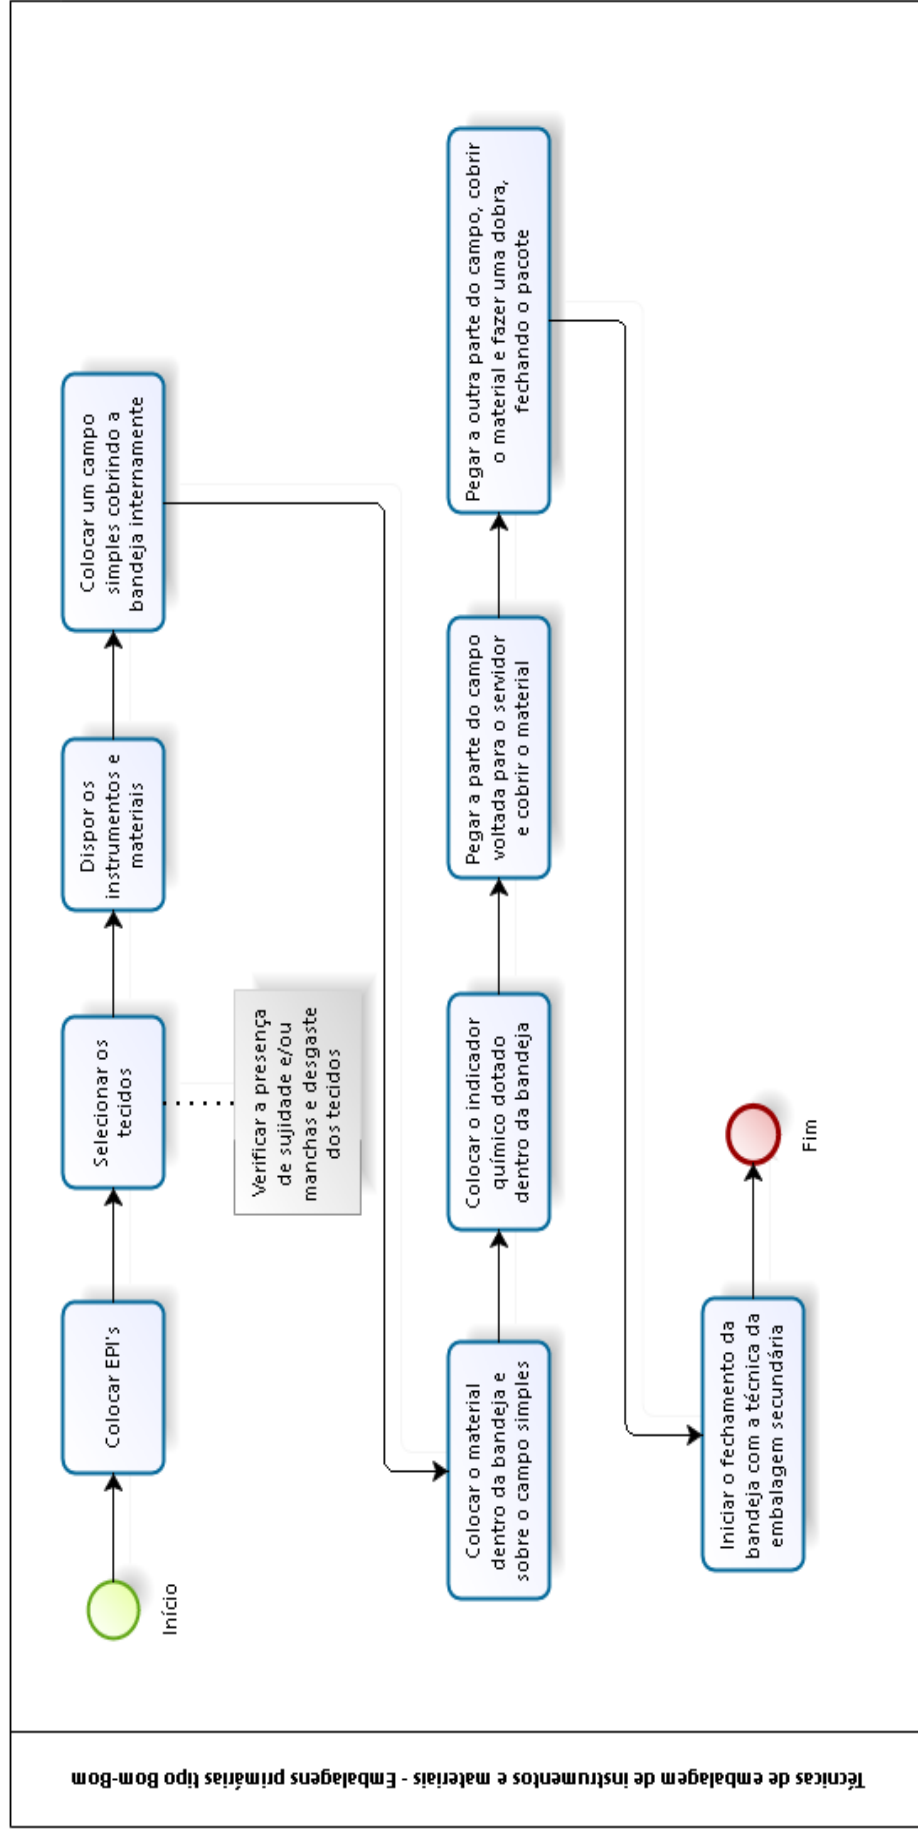 Técnicas de embalagem de instrumentos e materiais - Embalagens primárias tipo Bom-Bom
Início
Colocar EPI's
Selecionar os
tecidos
Verificar a presença
de sujidade e/ou
manchas e desgaste
dos tecidos
Dispor os
instrumentos e
materiais
Colocar um campo
simples cobrindo a
bandeja internamente
Colocar o material
dentro da bandeja e
sobre o campo simples
Colocar o indicador
químico dotado
dentro da bandeja
Pegar a parte do campo
voltada para o servidor
e cobrir o material
Pegar a outra parte do campo, cobrir
o material e fazer uma dobra,
fechando o pacote
Iniciar o fechamento da
bandeja com a técnica da
embalagem secundária
Fim